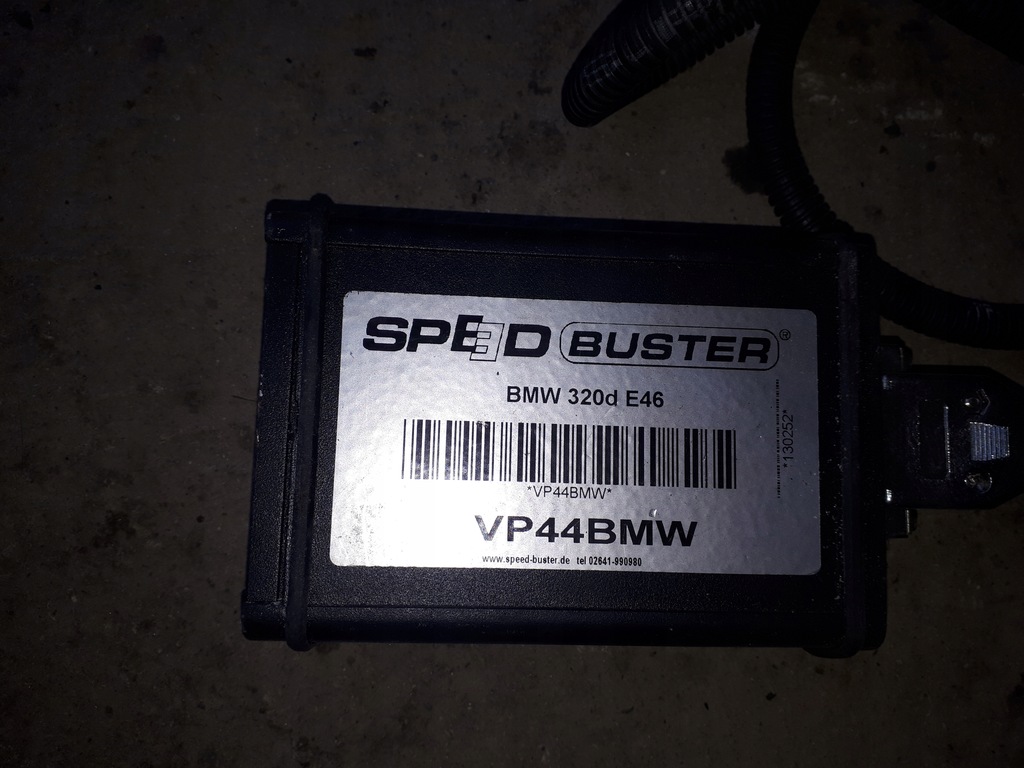 SPEED BUSTER®
BMW 320d E46
*VP44BMW*
VP44BMW
www.speed-buster.de tel 02641-990980
*130252*